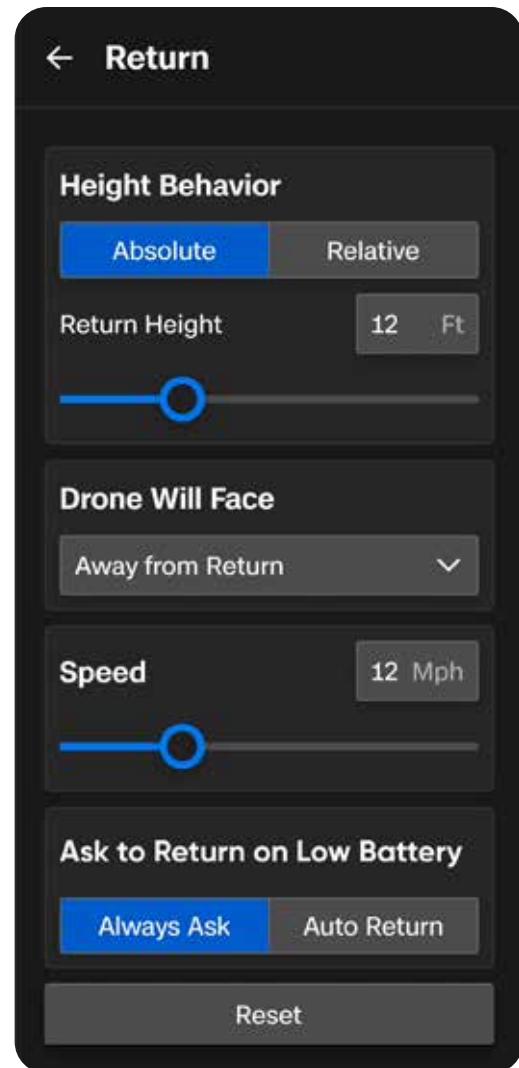 Return
Height Behavior
Absolute Relative
Return Height 12 Ft
Drone Will Face
Away from Return
Speed 12 Mph
Ask to Return on Low Battery
Always Ask Auto Return
Reset